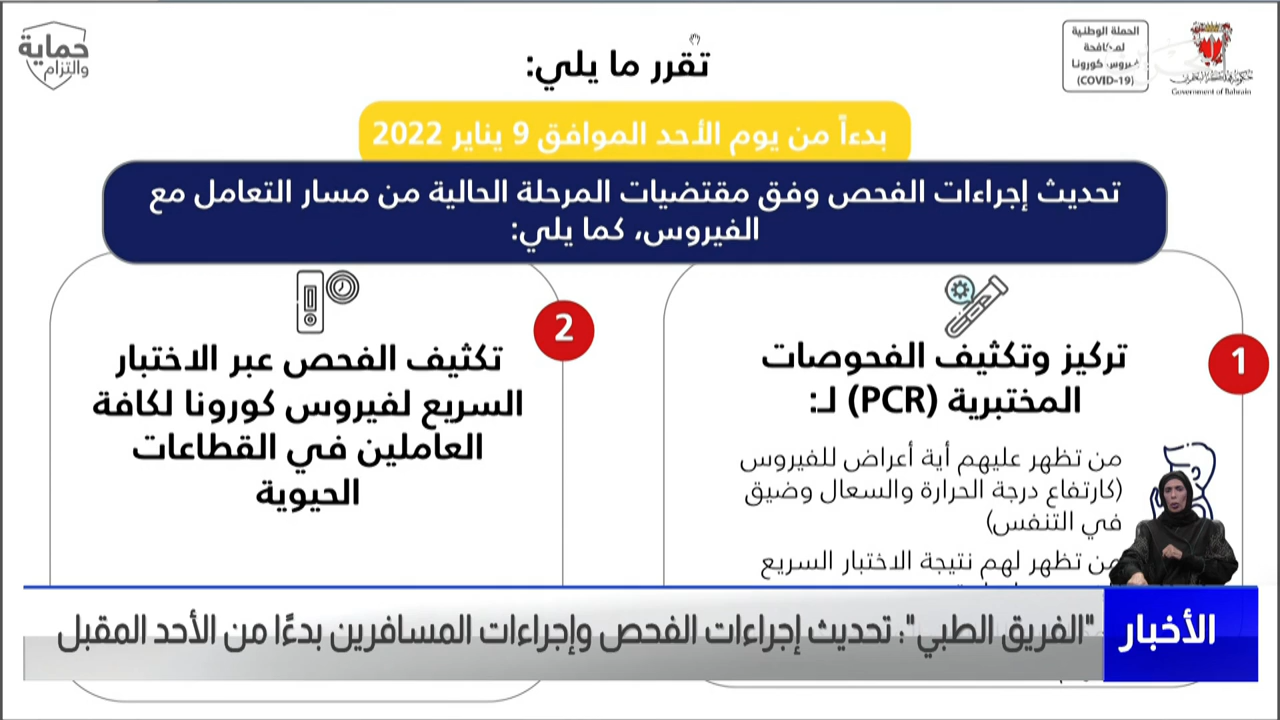 حماية
والتزام
الحملة الوطنية
لمكافحة
فيروس كورونا
(COVID-19)
Government of Bahrain
تقرر ما يلي:
بدءاً من يوم الأحد الموافق 9 يناير 2022
تحديث إجراءات الفحص وفق مقتضيات المرحلة الحالية من مسار التعامل مع
الفيروس، كما يلي:
1
تركيز وتكثيف الفحوصات
المختبرية (PCR) لـ:
من تظهر عليهم أية أعراض للفيروس
(كارتفاع درجة الحرارة والسعال وضيق
في التنفس)
من تظهر لهم نتيجة الاختبار السريع
2
تكثيف الفحص عبر الاختبار
السريع لفيروس كورونا لكافة
العاملين في القطاعات
الحيوية
الأخبار
"الفريق الطبي": تحديث إجراءات الفحص وإجراءات المسافرين بدءًا من الأحد المقبل